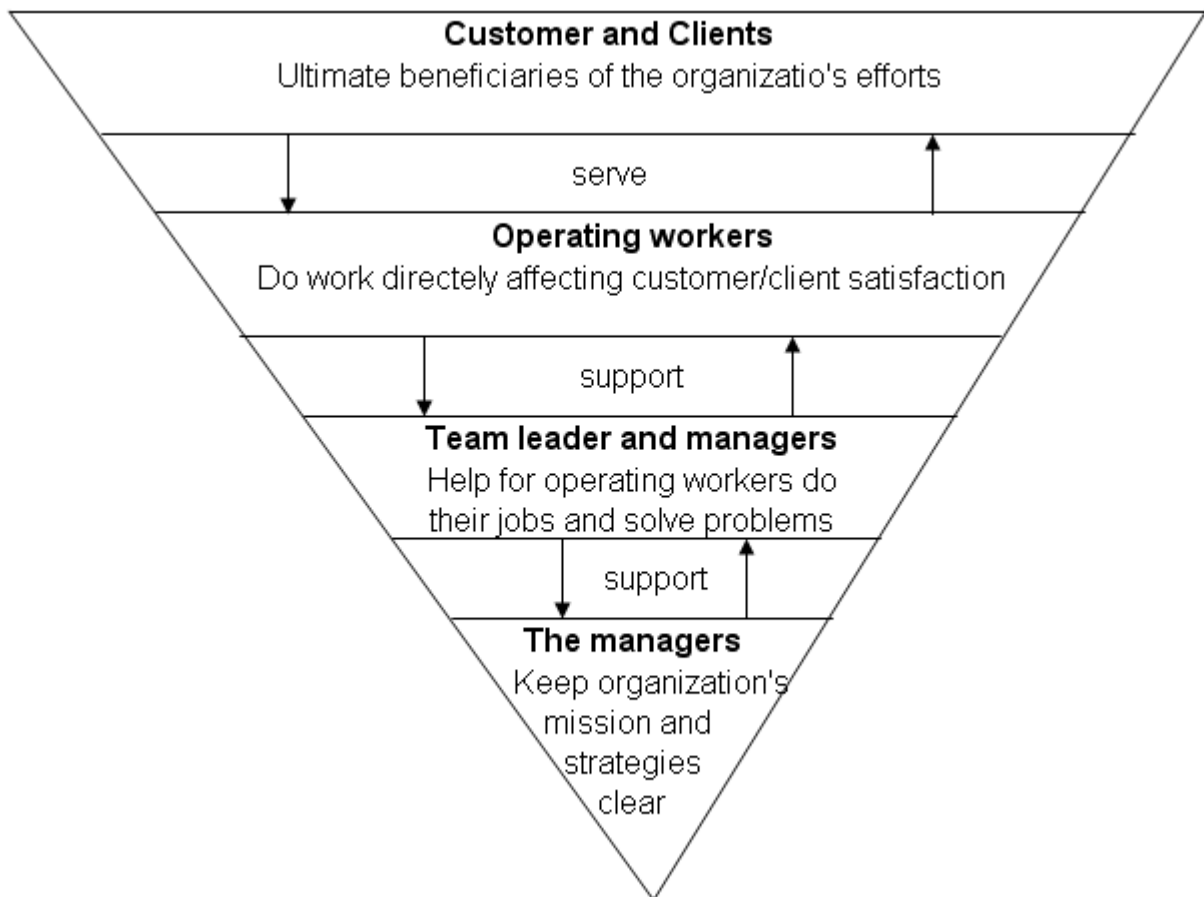 Customer and Clients
Ultimate beneficiaries of the organizatio's efforts
serve
Operating workers
Do work directely affecting customer/client satisfaction
support
Team leader and managers
Help for operating workers do
their jobs and solve problems
support
The managers
Keep organization's
mission and
strategies
clear